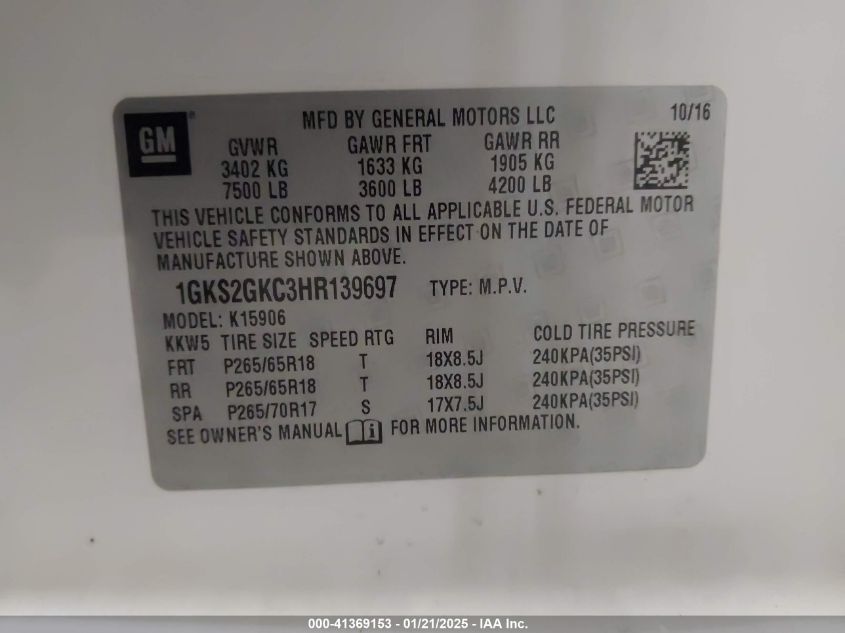 GM
MFD BY GENERAL MOTORS LLC 10/16
GVWR GAWR FRT GAWR RR
3402 KG 1633 KG 1905 KG
7500 LB 3600 LB 4200 LB
THIS VEHICLE CONFORMS TO ALL APPLICABLE U.S. FEDERAL MOTOR
VEHICLE SAFETY STANDARDS IN EFFECT ON THE DATE OF
MANUFACTURE SHOWN ABOVE.
1GKS2GKC3HR139697 TYPE: M.P.V.
MODEL: K15906
KKW5 TIRE SIZE SPEED RTG RIM COLD TIRE PRESSURE
FRT P265/65R18 T 18X8.5J 240KPA(35PSI)
RR P265/65R18 T 18X8.5J 240KPA(35PSI)
SPA P265/70R17 S 17X7.5J 240KPA(35PSI)
SEE OWNER'S MANUAL FOR MORE INFORMATION.
000-41369153 — 01/21/2025 - IAA Inc.